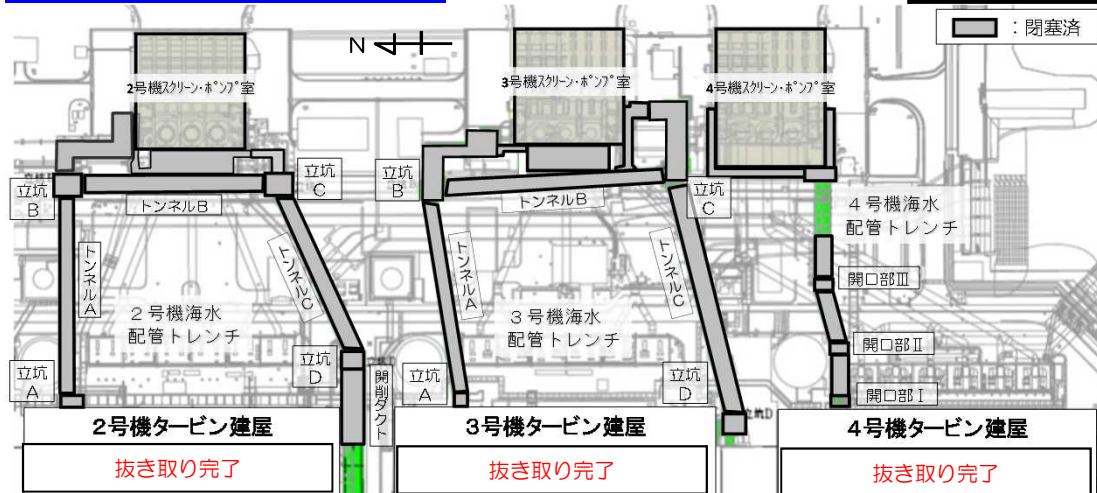 ：閉塞済
N
2号機スクリーン・ポンプ室
3号機スクリーン・ポンプ室
4号機スクリーン・ポンプ室
立坑
B
トンネルB
立坑
C
トンネルA
トンネルC
2号機海水
配管トレンチ
立坑
A
立坑
D
開削ダクト
立坑
B
トンネルB
立坑
C
トンネルA
トンネルC
3号機海水
配管トレンチ
立坑
A
立坑
D
立坑D
4号機海水
配管トレンチ
開口部Ⅲ
開口部Ⅱ
開口部Ⅰ
2号機タービン建屋
抜き取り完了
3号機タービン建屋
抜き取り完了
4号機タービン建屋
抜き取り完了